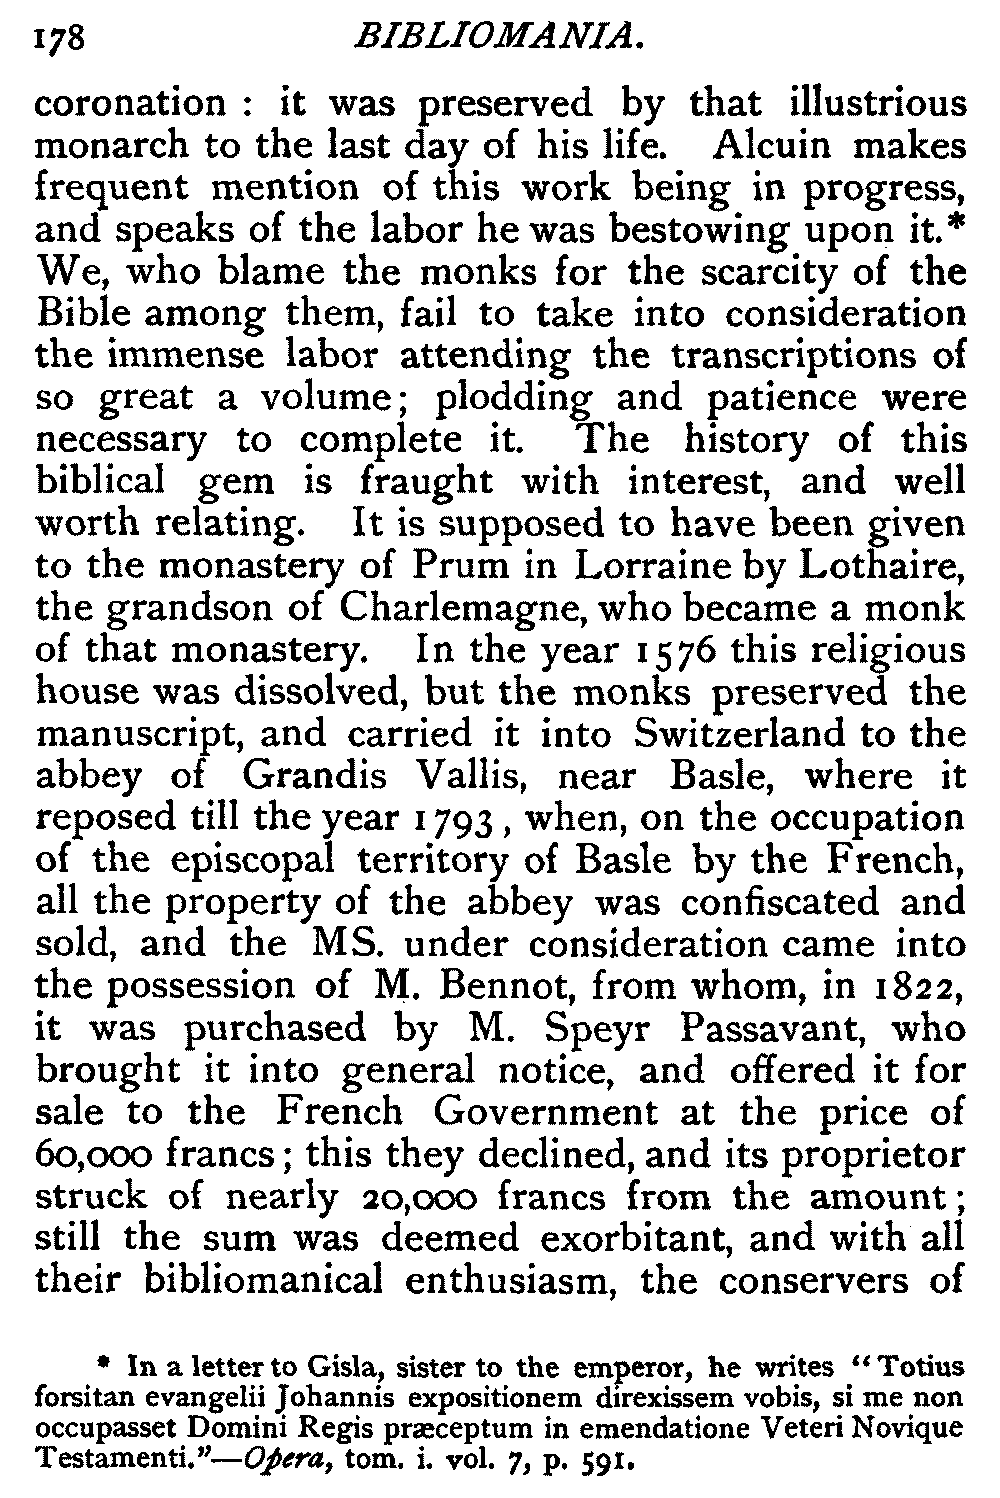 178 BIBLIOMANIA.
coronation : it was preserved by that illustrious
monarch to the last day of his life. Alcuin makes
frequent mention of this work being in progress,
and speaks of the labor he was bestowing upon it.*
We, who blame the monks for the scarcity of the
Bible among them, fail to take into consideration
the immense labor attending the transcriptions of
so great a volume; plodding and patience were
necessary to complete it. The history of this
biblical gem is fraught with interest, and well
worth relating. It is supposed to have been given
to the monastery of Prum in Lorraine by Lothaire,
the grandson of Charlemagne, who became a monk
of that monastery. In the year 1576 this religious
house was dissolved, but the monks preserved the
manuscript, and carried it into Switzerland to the
abbey of Grandis Vallis, near Basle, where it
reposed till the year 1793, when, on the occupation
of the episcopal territory of Basle by the French,
all the property of the abbey was confiscated and
sold, and the MS. under consideration came into
the possession of M. Bennot, from whom, in 1822,
it was purchased by M. Speyr Passavant, who
brought it into general notice, and offered it for
sale to the French Government at the price of
60,000 francs; this they declined, and its proprietor
struck of nearly 20,000 francs from the amount;
still the sum was deemed exorbitant, and with all
their bibliomanical enthusiasm, the conservers of
* In a letter to Gisla, sister to the emperor, he writes “Totius
forsitan evangelii Johannis expositionem direxissem vobis, si me non
occupasset Domini Regis præceptum in emendatione Veteri Novique
Testamenti.”—Opera, tom. i. vol. 7, p. 591.